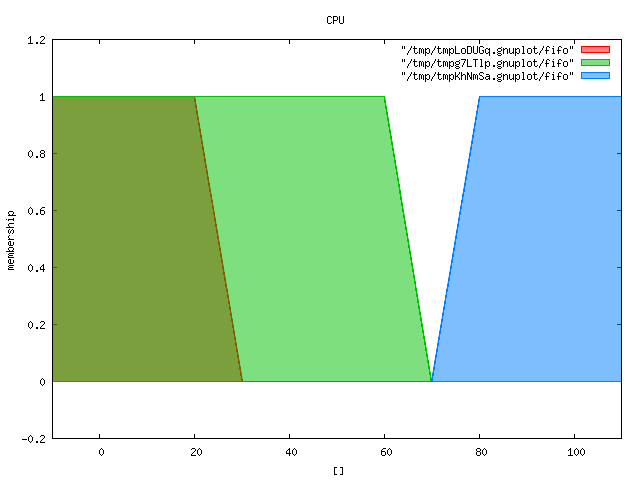 CPU
1.2
1
0.8
0.6
0.4
0.2
0
-0.2
membership
"/tmp/tmpLoDUGq.gnuplot/fifo"
"/tmp/tmpg7LTlp.gnuplot/fifo"
"/tmp/tmpKhNmSa.gnuplot/fifo"
0 20 40 60 80 100
[]